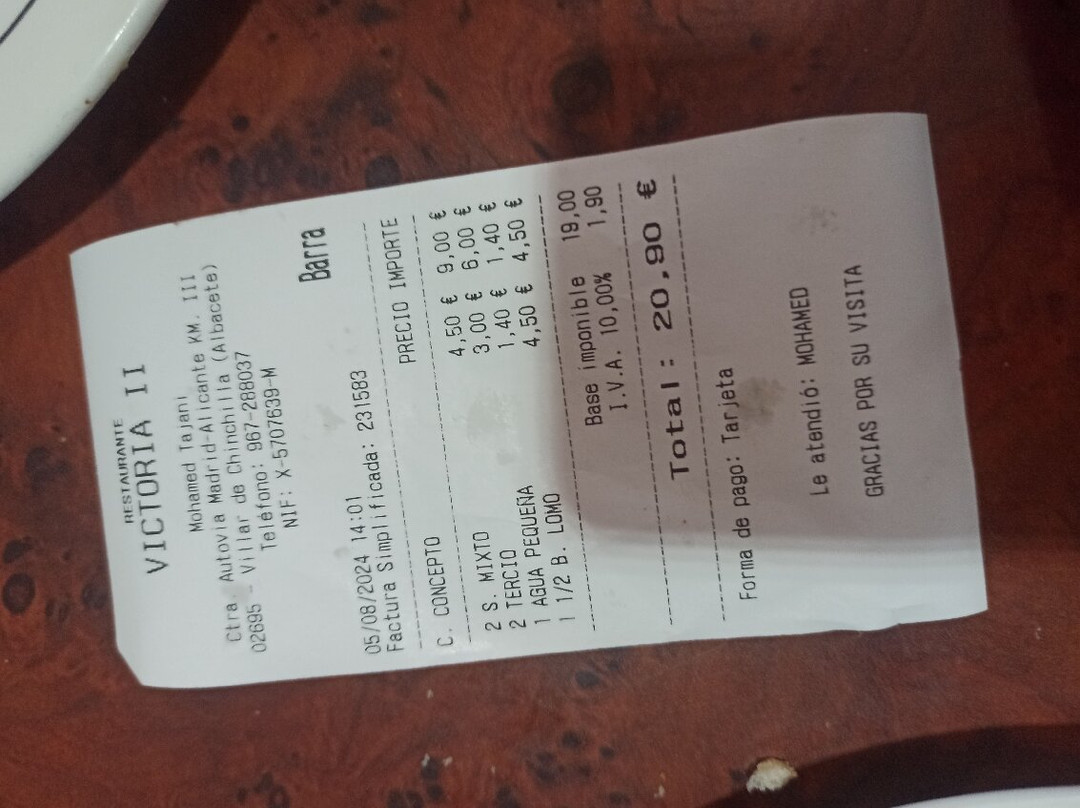 RESTAURANTE
VICTORIA II
Mohamed Tajani
Ctra. Autovia Madrid-Alicante KM. III
02695 - Villar de Chinchilla (Albacete)
Teléfono: 967-288037
NIF: X-5707639-M
Barra
05/08/2024 14:01
Factura Simplificada: 231583
C. CONCEPTO PRECIO IMPORTE
2 S. MIXTO 4,50 € 9,00 €
2 TERCIO 3,00 € 6,00 €
1 AGUA PEQUEÑA 1,40 € 1,40 €
1 1/2 B. LOMO 4,50 € 4,50 €
Base imponible 19,00
I.V.A. 10,00% 1,90
Total: 20,90 €
Forma de pago: Tarjeta
Le atendió: MOHAMED
GRACIAS POR SU VISITA